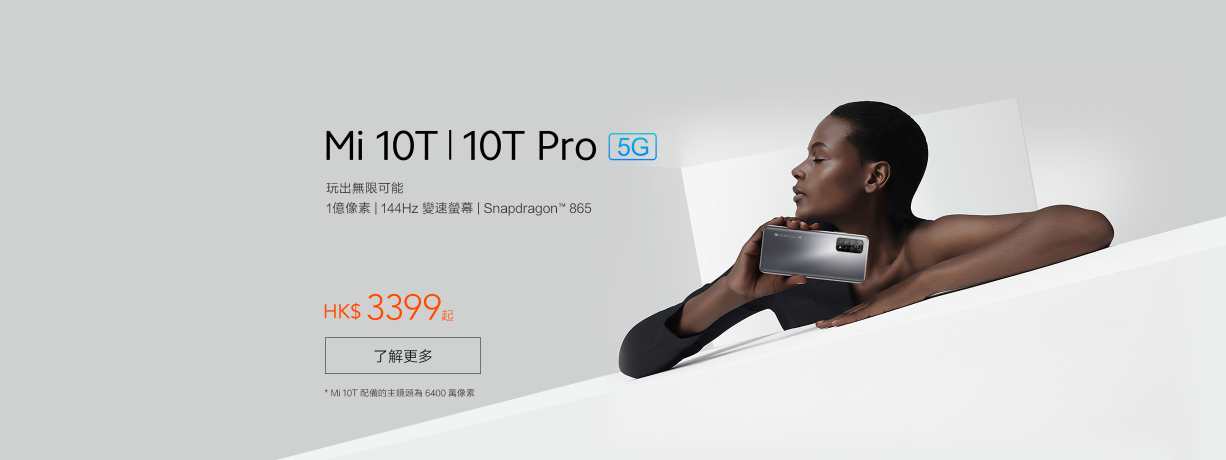 Mi 10T | 10T Pro 5G
玩出無限可能
1億像素 | 144Hz 變速螢幕 | Snapdragon™ 865
HK$ 3399起
了解更多
* Mi 10T 配備的主鏡頭為 6400 萬像素